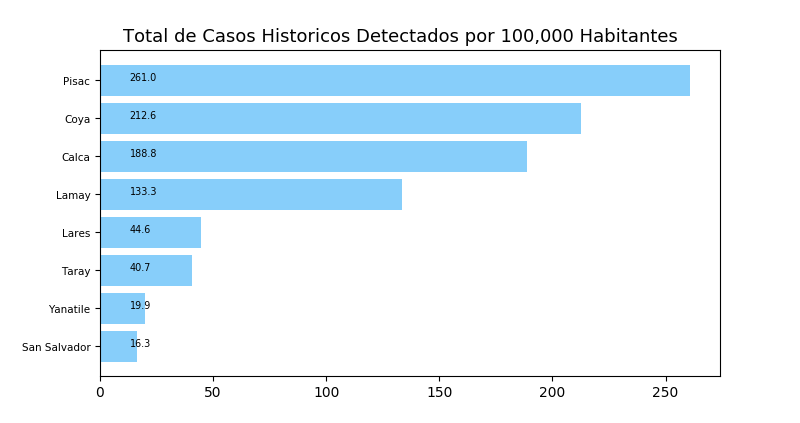 Total de Casos Historicos Detectados por 100,000 Habitantes
Pisac 261.0
Coya 212.6
Calca 188.8
Lamay 133.3
Lares 44.6
Taray 40.7
Yanatile 19.9
San Salvador 16.3
0 50 100 150 200 250